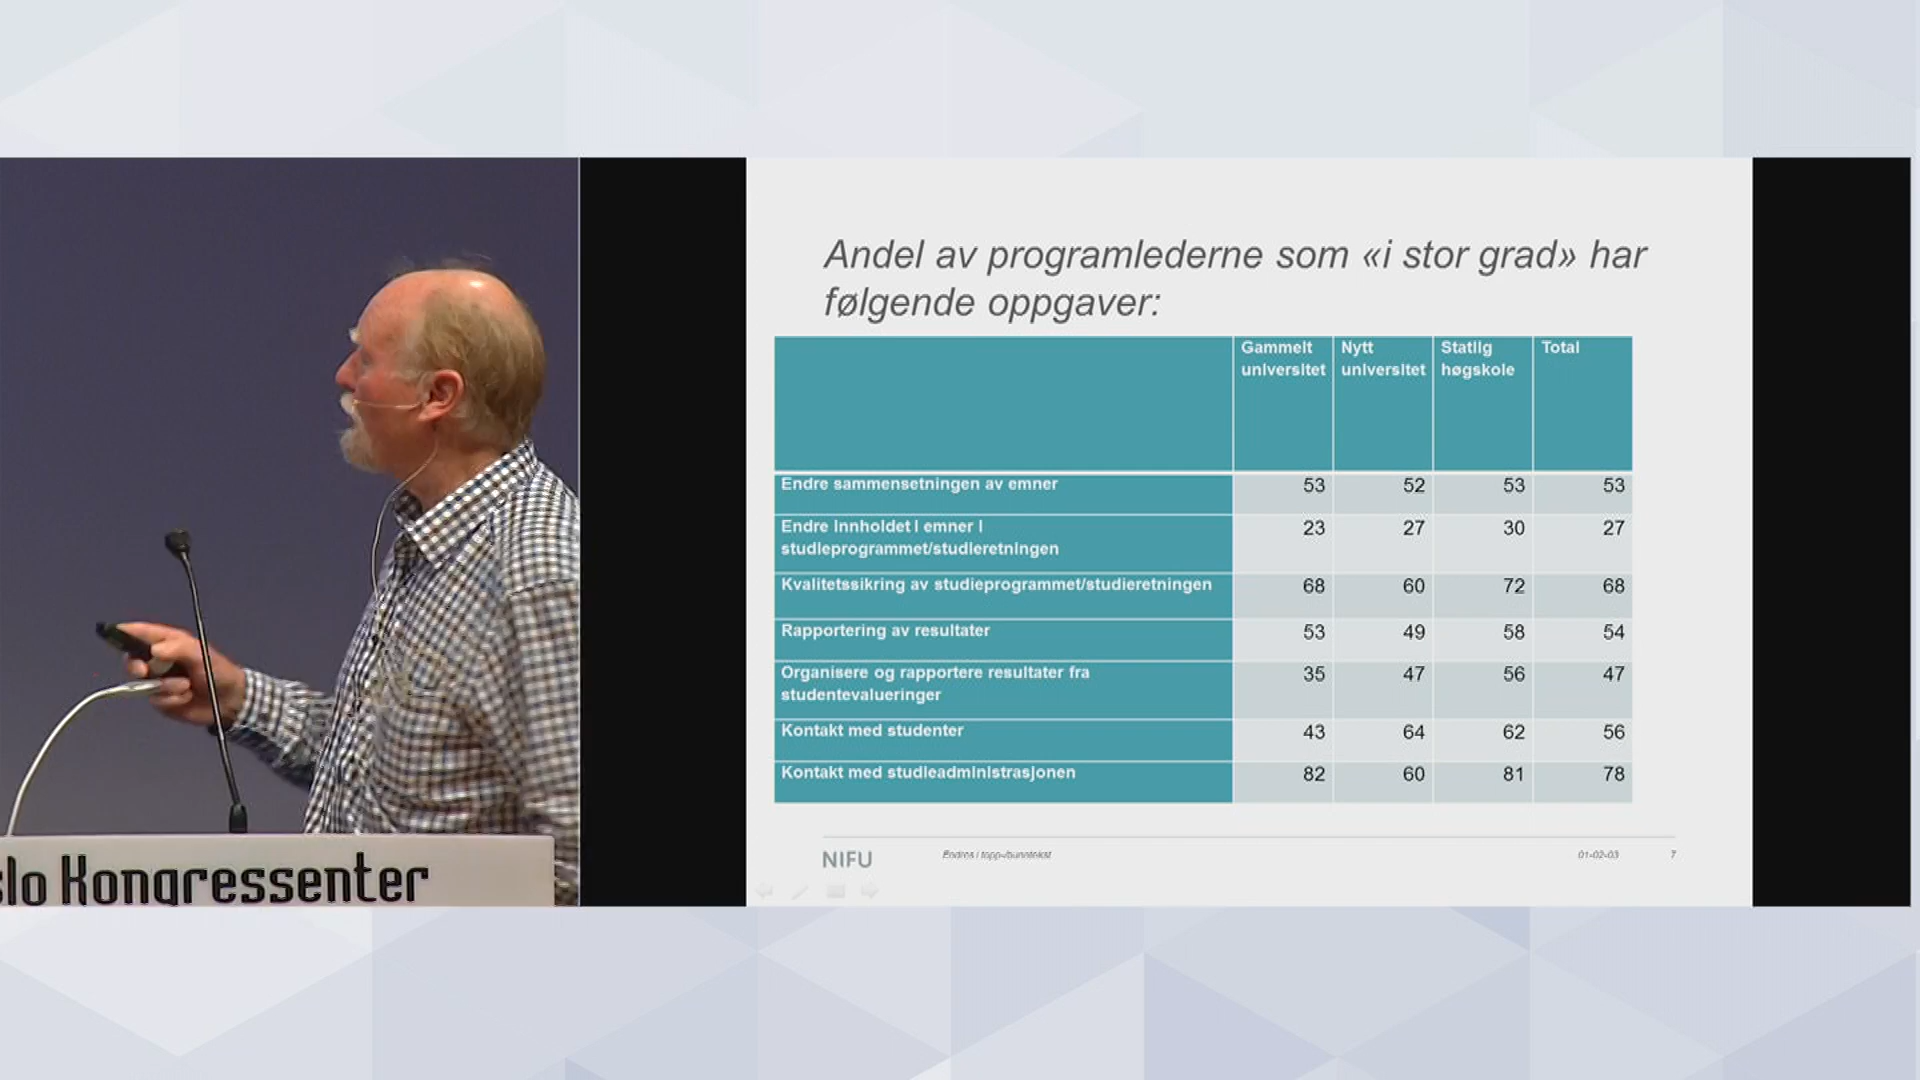 Andel av programlederne som «i stor grad» har
følgende oppgaver:
Gammelt universitet Nytt universitet Statlig høgskole Total
Endre sammensetningen av emner 53 52 53 53
Endre innholdet i emner i
studieprogrammet/studieretningen 23 27 30 27
Kvalitetssikring av studieprogrammet/studieretningen 68 60 72 68
Rapportering av resultater 53 49 58 54
Organisere og rapportere resultater fra
studentevalueringer 35 47 56 47
Kontakt med studenter 43 64 62 56
Kontakt med studieadministrasjonen 82 60 81 78
NIFU Endres i topp-/bunntekst 01-02-03 7
slo Kongressenter